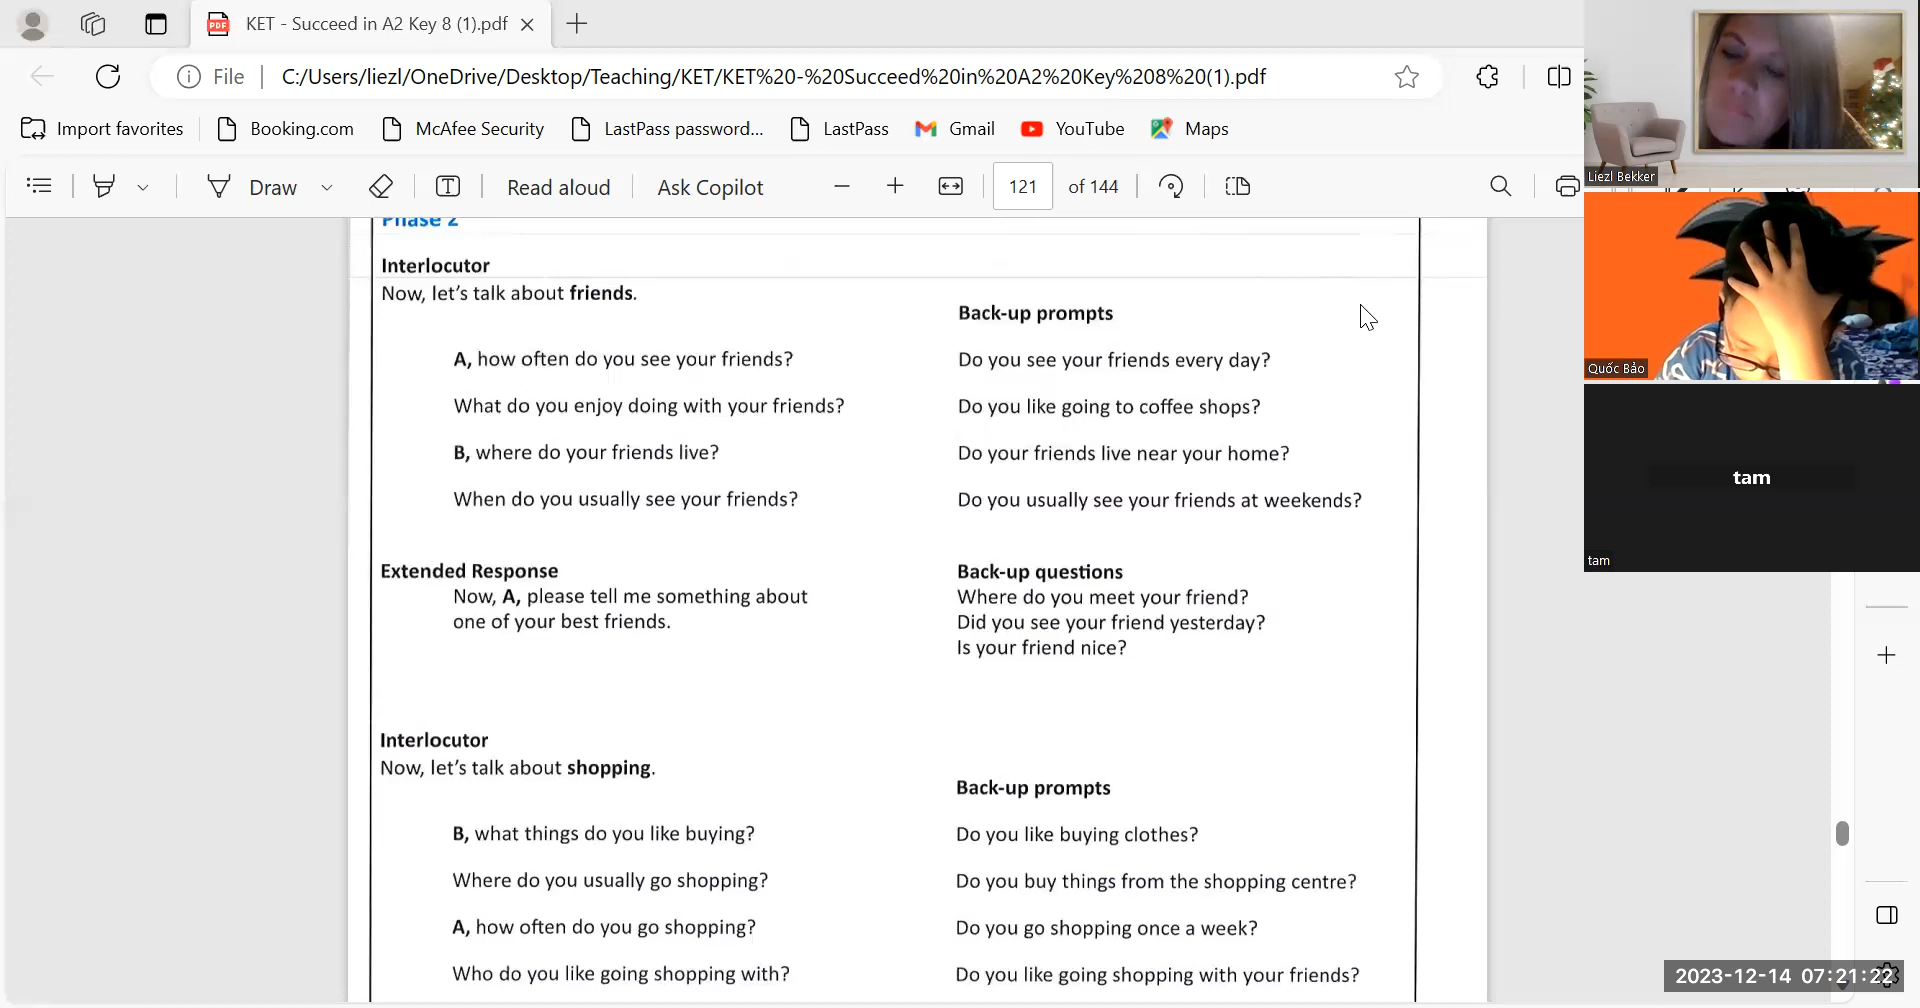 KET - Succeed in A2 Key 8 (1).pdf
File
C:/Users/liezl/OneDrive/Desktop/Teaching/KET/KET%20-%20Succeed%20in%20A2%20Key%208%20(1).pdf
Import favorites
Booking.com
McAfee Security
LastPass password...
LastPass
Gmail
YouTube
Maps
Draw
Read aloud
Ask Copilot
121
of 144
Phase 2
Interlocutor
Now, let's talk about friends.
Back-up prompts
A, how often do you see your friends?
Do you see your friends every day?
What do you enjoy doing with your friends?
Do you like going to coffee shops?
B, where do your friends live?
Do your friends live near your home?
When do you usually see your friends?
Do you usually see your friends at weekends?
Extended Response
Now, A, please tell me something about
one of your best friends.
Back-up questions
Where do you meet your friend?
Did you see your friend yesterday?
Is your friend nice?
Interlocutor
Now, let's talk about shopping.
Back-up prompts
B, what things do you like buying?
Do you like buying clothes?
Where do you usually go shopping?
Do you buy things from the shopping centre?
A, how often do you go shopping?
Do you go shopping once a week?
Who do you like going shopping with?
Do you like going shopping with your friends?
Liezl Bekker
Quốc Bảo
tam
tam
2023-12-14 07:21:22